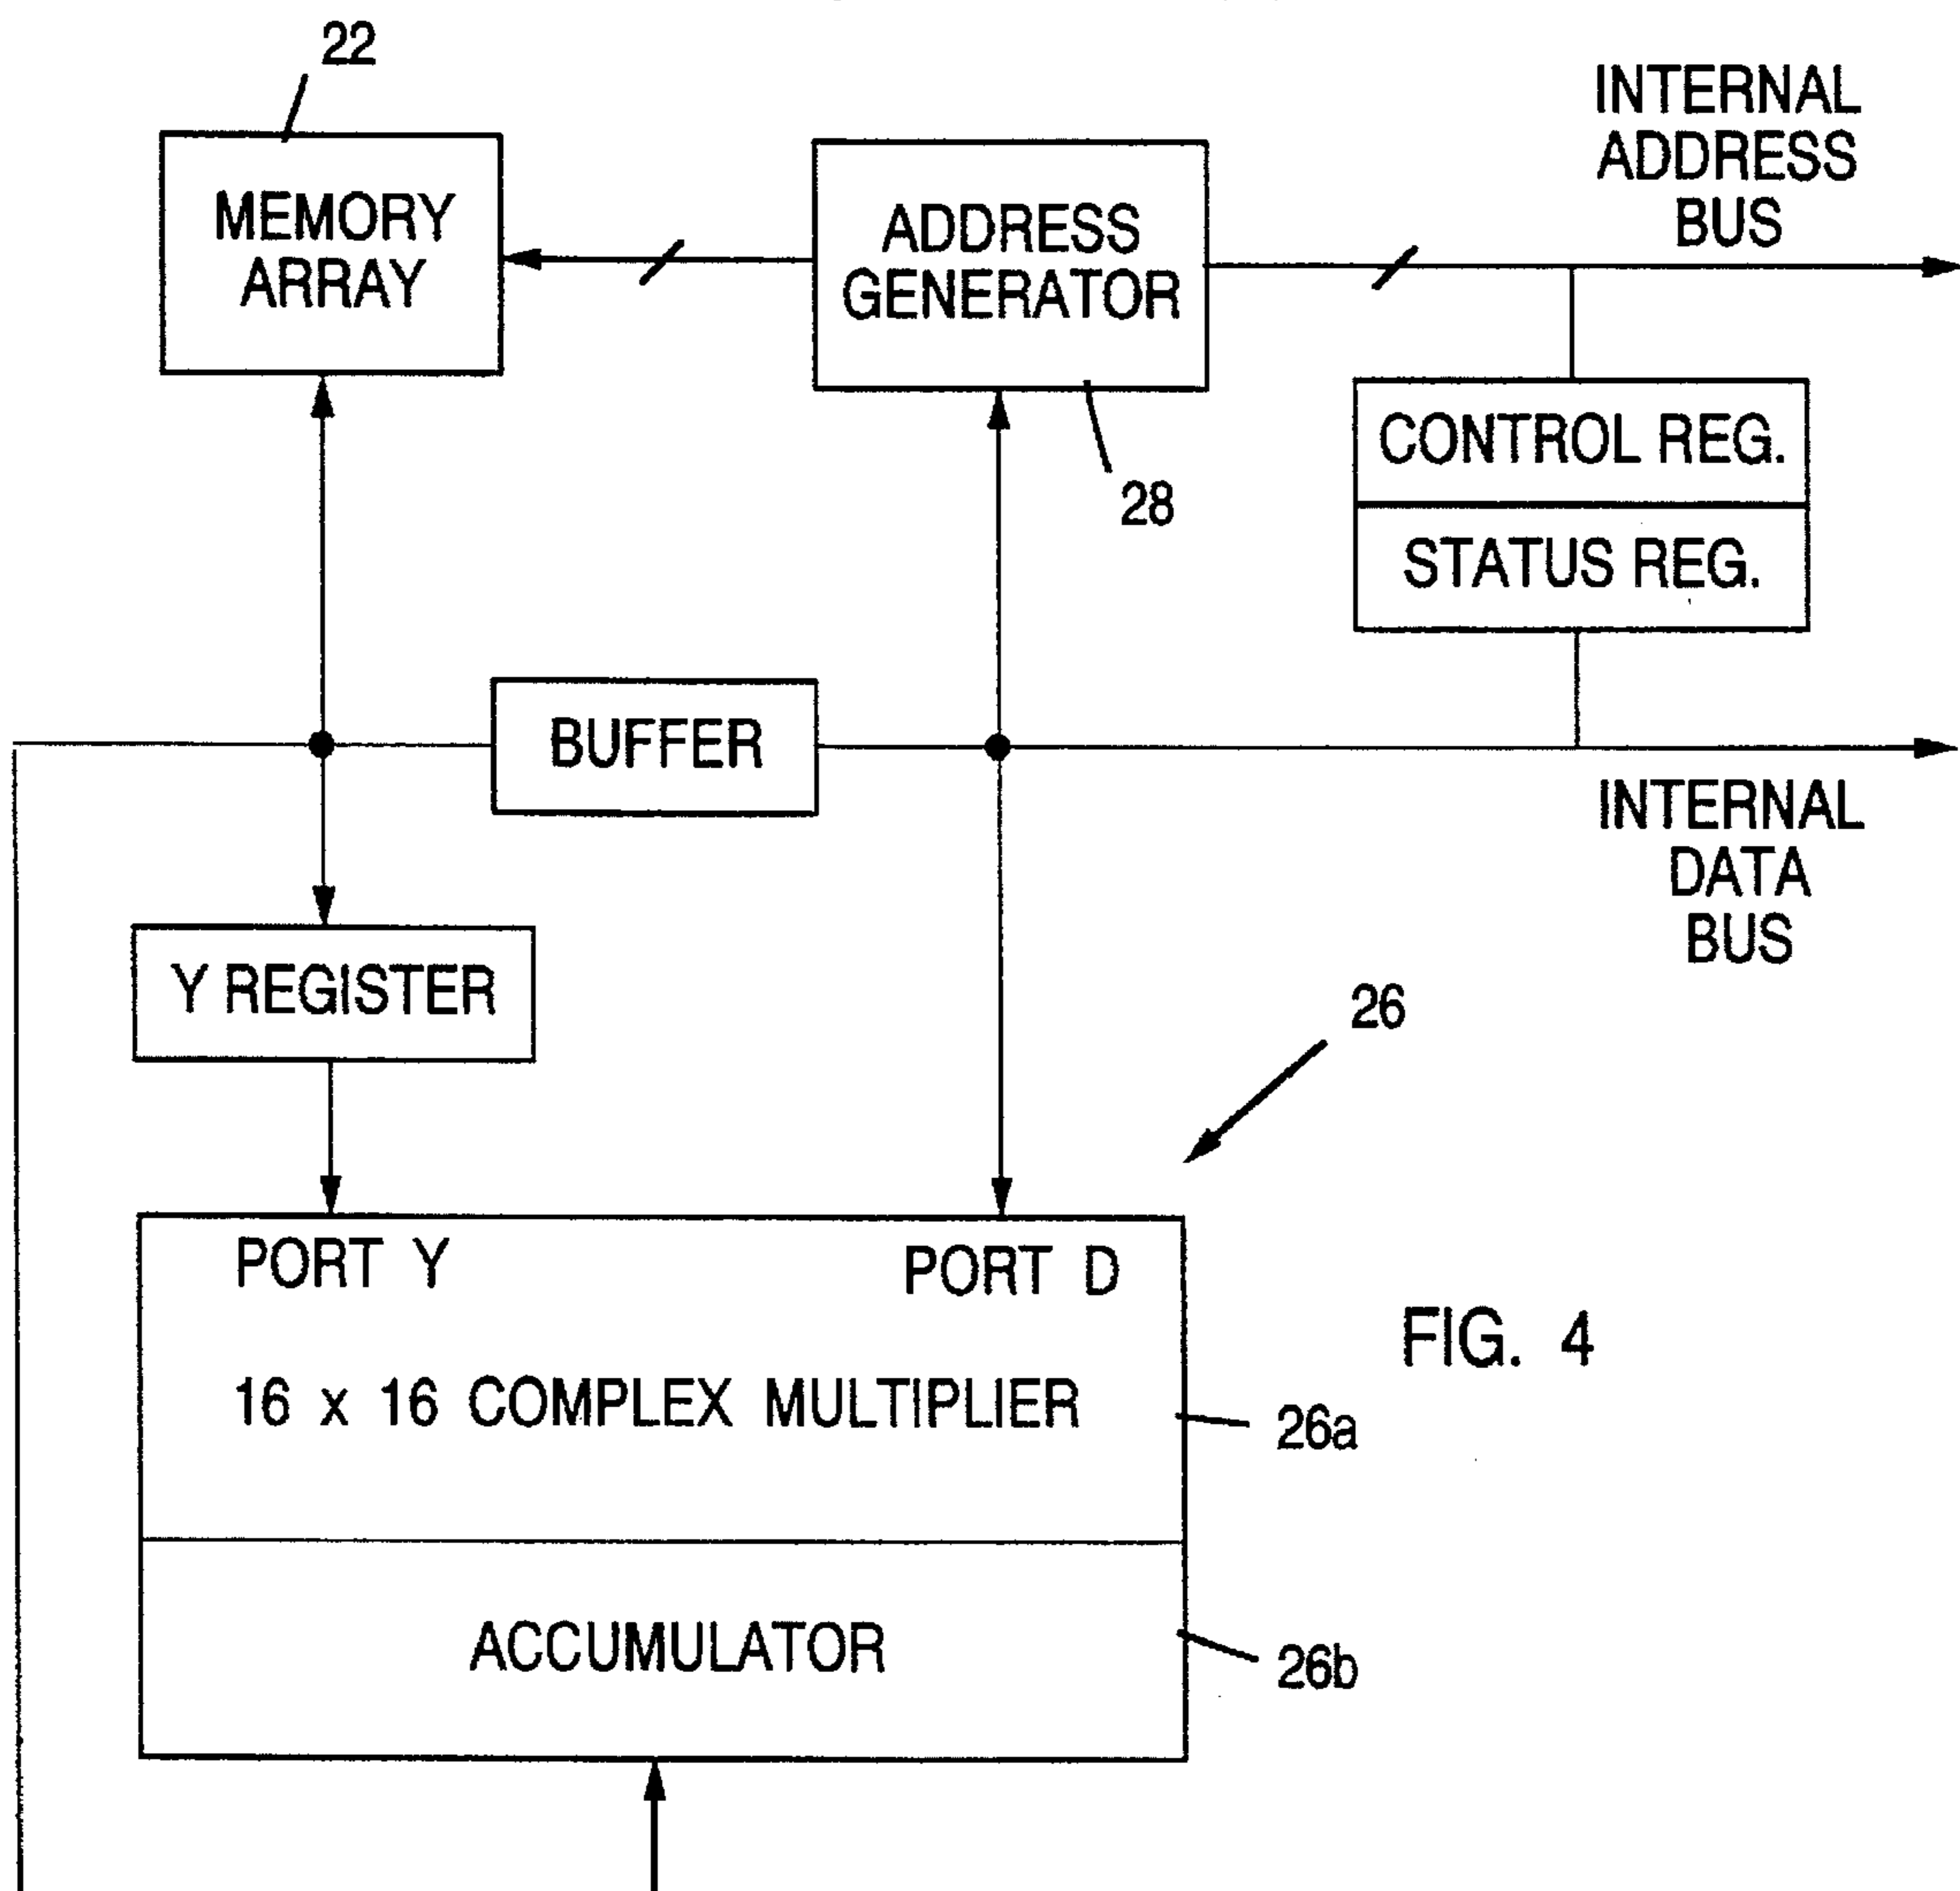 22
INTERNAL
ADDRESS
BUS
MEMORY
ARRAY
ADDRESS
GENERATOR
CONTROL REG.
28
STATUS REG.
BUFFER
INTERNAL
DATA
BUS
Y REGISTER
26
PORT Y
PORT D
FIG. 4
16 x 16 COMPLEX MULTIPLIER
26a
ACCUMULATOR
26b